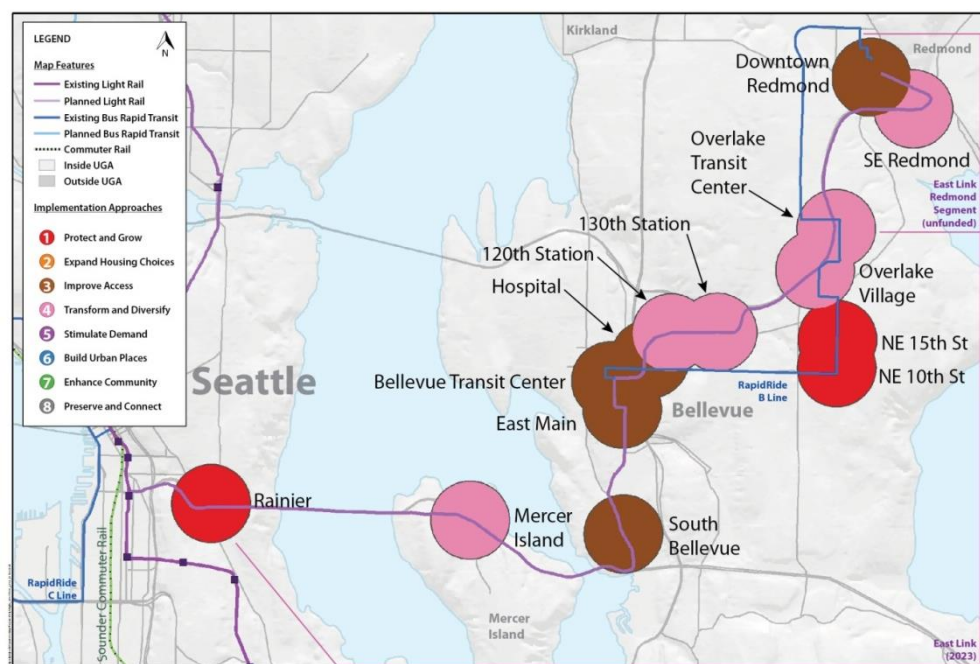 LEGEND
N
Map Features
Existing Light Rail
Planned Light Rail
Existing Bus Rapid Transit
Planned Bus Rapid Transit
Commuter Rail
Inside UGA
Outside UGA
Implementation Approaches
1 Protect and Grow
2 Expand Housing Choices
3 Improve Access
4 Transform and Diversify
5 Stimulate Demand
6 Build Urban Places
7 Enhance Community
8 Preserve and Connect
Kirkland
Redmond
Downtown
Redmond
SE Redmond
Overlake
Transit
Center
East Link
Redmond
Segment
(unfunded)
130th Station
120th Station
Hospital
Overlake
Village
NE 15th St
NE 10th St
Seattle
Bellevue Transit Center
RapidRide
B Line
Bellevue
East Main
Rainier
Mercer
Island
South
Bellevue
RapidRide
C Line
Sounder Commuter Rail
Mercer
Island
East Link
(2023)